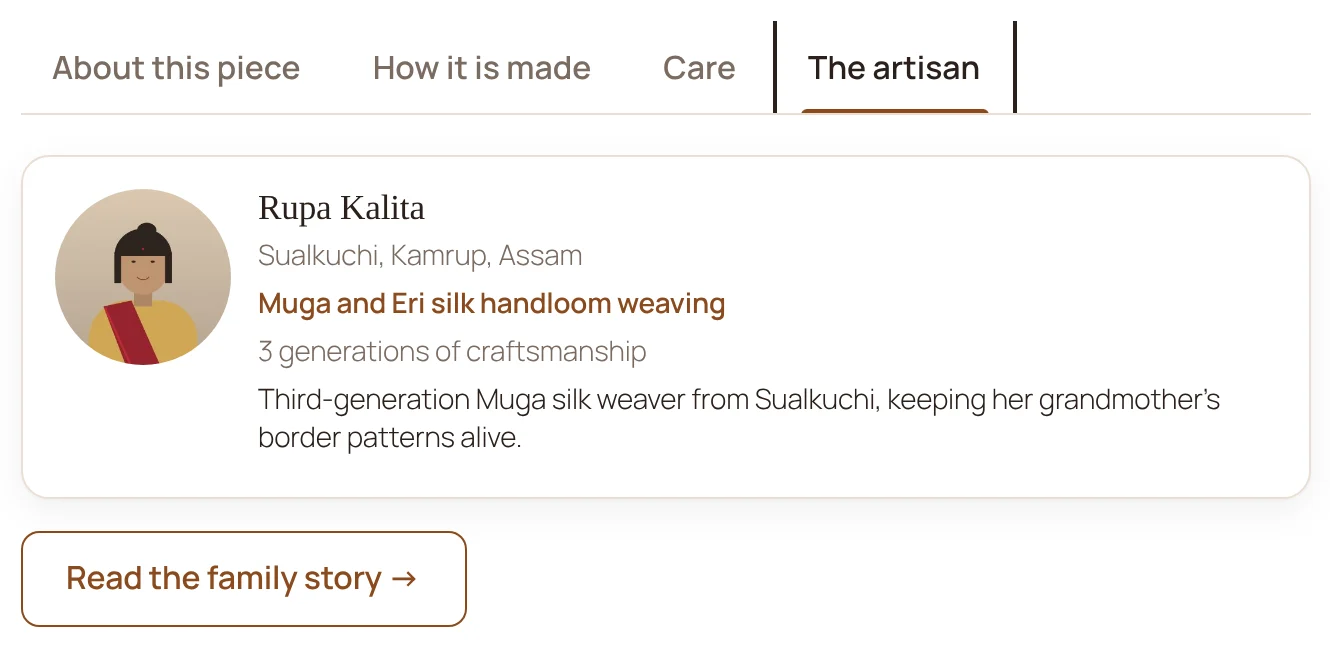 About this piece How it is made Care The artisan
Rupa Kalita
Sualkuchi, Kamrup, Assam
Muga and Eri silk handloom weaving
3 generations of craftsmanship
Third-generation Muga silk weaver from Sualkuchi, keeping her grandmother’s
border patterns alive.
Read the family story →